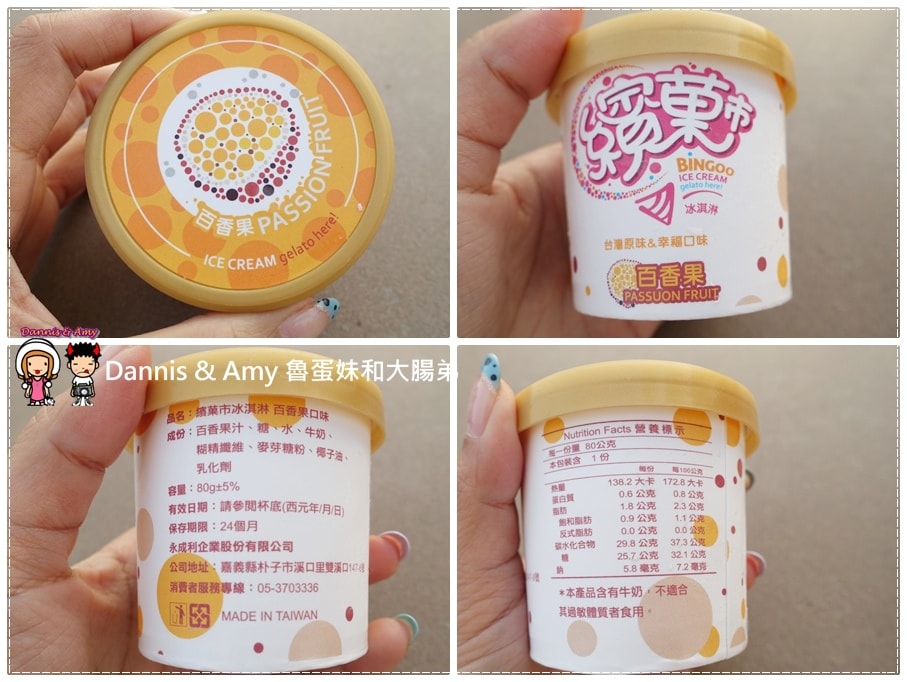 百香果 PASSION FRUIT
ICE CREAM gelato here!
繽菓市
BiNGOo
ICE CREAM
gelato here!
冰淇淋
台灣原味&幸福口味
百香果
PASSUON FRUIT
Dannis & Amy
Dannis & Amy 魯蛋妹和大腸弟
品名:繽菓市冰淇淋 百香果口味
成份:百香果汁、糖、水、牛奶、
糊精纖維、麥芽糖粉、椰子油、
乳化劑
容量:80g±5%
有效日期:請參閱杯底(西元年/月/日)
保存期限:24個月
永成利企業股份有限公司
公司地址:嘉義縣朴子市溪口里雙溪口
消費者服務專線:05-3703336
MADE IN TAIWAN
Nutrition Facts 營養標示
每一份量 80公克
本包裝含 1 份
每份 每100公克
熱量 138.2 大卡 172.8 大卡
蛋白質 0.6 公克 0.8 公克
脂肪 1.8 公克 2.3 公克
飽和脂肪 0.9 公克 1.1 公克
反式脂肪 0.0 公克 0.0 公克
碳水化合物 29.8 公克 37.3 公克
糖 25.7 公克 32.1 公克
鈉 5.8 毫克 7.2 毫克
*本產品含有牛奶,不適合
其過敏體質者食用。